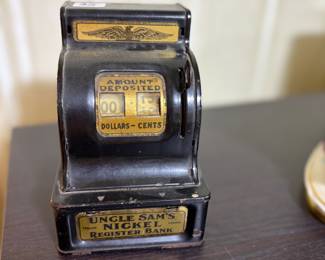 AMOUNT
DEPOSITED
00 15
DOLLARS-CENTS
UNCLE SAM'S
NICKEL
REGISTER BANK